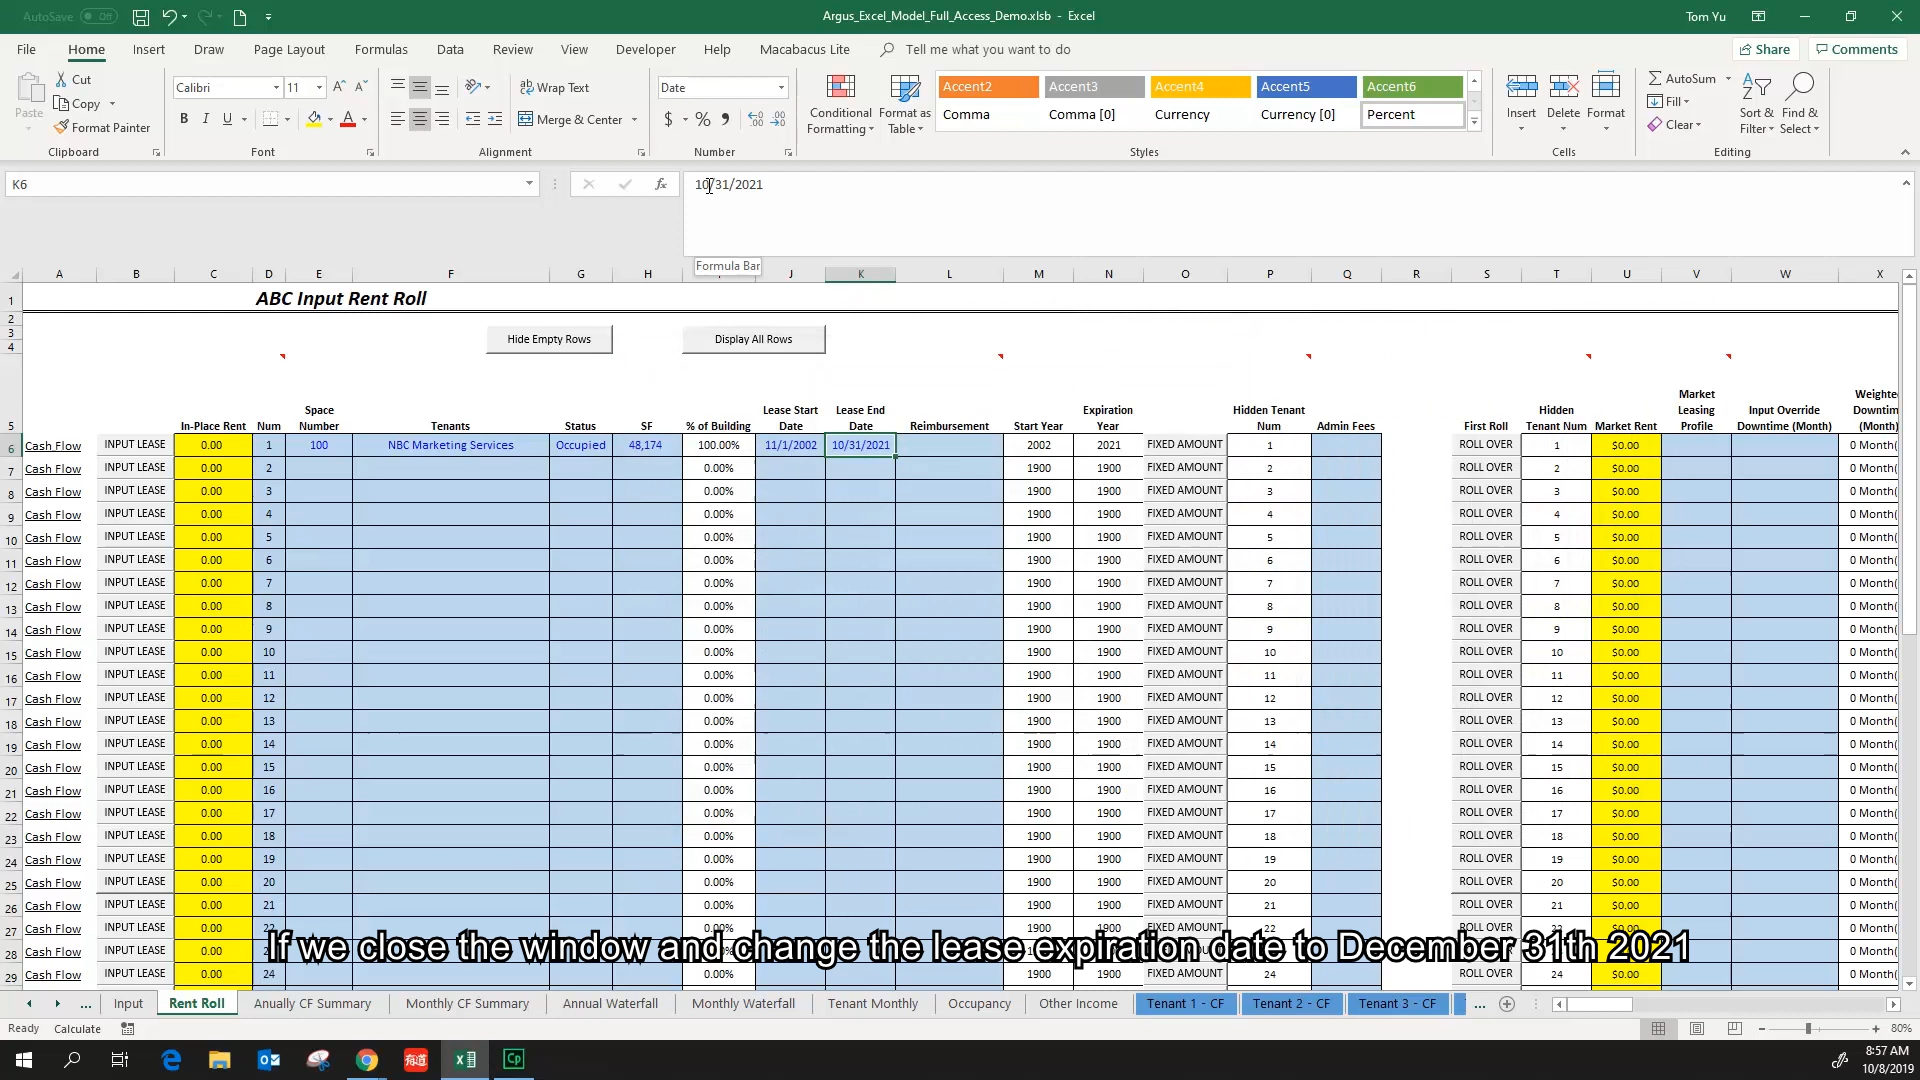 AutoSave Off
Argus_Excel_Model_Full_Access_Demo.xlsb - Excel
Tom Yu
File Home Insert Draw Page Layout Formulas Data Review View Developer Help Macabacus Lite Tell me what you want to do Share Comments
Paste Cut Copy Format Painter Clipboard
Calibri 11 B I U Font
Wrap Text Merge & Center Alignment
Date $ % Number
Conditional Formatting Format as Table
Accent2 Accent3 Accent4 Accent5 Accent6
Comma Comma [0] Currency Currency [0] Percent
Styles
Insert Delete Format Cells
AutoSum Fill Clear Sort & Filter Find & Select Editing
K6 fx 10/31/2021
Formula Bar
A B C D E F G H J K L M N O P Q R S T U V W X
1 ABC Input Rent Roll
2
3 Hide Empty Rows Display All Rows
4
5 In-Place Rent Num Space Number Tenants Status SF % of Building Lease Start Date Lease End Date Reimbursement Start Year Expiration Year Hidden Tenant Num Admin Fees First Roll Hidden Tenant Num Market Rent Market Leasing Profile Input Override Downtime (Month) Weighte Downtim (Month)
6 Cash Flow INPUT LEASE 0.00 1 100 NBC Marketing Services Occupied 48,174 100.00% 11/1/2002 10/31/2021 2002 2021 FIXED AMOUNT 1 ROLL OVER 1 $0.00 0 Month(
7 Cash Flow INPUT LEASE 0.00 2 0.00% 1900 1900 FIXED AMOUNT 2 ROLL OVER 2 $0.00 0 Month(
8 Cash Flow INPUT LEASE 0.00 3 0.00% 1900 1900 FIXED AMOUNT 3 ROLL OVER 3 $0.00 0 Month(
9 Cash Flow INPUT LEASE 0.00 4 0.00% 1900 1900 FIXED AMOUNT 4 ROLL OVER 4 $0.00 0 Month(
10 Cash Flow INPUT LEASE 0.00 5 0.00% 1900 1900 FIXED AMOUNT 5 ROLL OVER 5 $0.00 0 Month(
11 Cash Flow INPUT LEASE 0.00 6 0.00% 1900 1900 FIXED AMOUNT 6 ROLL OVER 6 $0.00 0 Month(
12 Cash Flow INPUT LEASE 0.00 7 0.00% 1900 1900 FIXED AMOUNT 7 ROLL OVER 7 $0.00 0 Month(
13 Cash Flow INPUT LEASE 0.00 8 0.00% 1900 1900 FIXED AMOUNT 8 ROLL OVER 8 $0.00 0 Month(
14 Cash Flow INPUT LEASE 0.00 9 0.00% 1900 1900 FIXED AMOUNT 9 ROLL OVER 9 $0.00 0 Month(
15 Cash Flow INPUT LEASE 0.00 10 0.00% 1900 1900 FIXED AMOUNT 10 ROLL OVER 10 $0.00 0 Month(
16 Cash Flow INPUT LEASE 0.00 11 0.00% 1900 1900 FIXED AMOUNT 11 ROLL OVER 11 $0.00 0 Month(
17 Cash Flow INPUT LEASE 0.00 12 0.00% 1900 1900 FIXED AMOUNT 12 ROLL OVER 12 $0.00 0 Month(
18 Cash Flow INPUT LEASE 0.00 13 0.00% 1900 1900 FIXED AMOUNT 13 ROLL OVER 13 $0.00 0 Month(
19 Cash Flow INPUT LEASE 0.00 14 0.00% 1900 1900 FIXED AMOUNT 14 ROLL OVER 14 $0.00 0 Month(
20 Cash Flow INPUT LEASE 0.00 15 0.00% 1900 1900 FIXED AMOUNT 15 ROLL OVER 15 $0.00 0 Month(
21 Cash Flow INPUT LEASE 0.00 16 0.00% 1900 1900 FIXED AMOUNT 16 ROLL OVER 16 $0.00 0 Month(
22 Cash Flow INPUT LEASE 0.00 17 0.00% 1900 1900 FIXED AMOUNT 17 ROLL OVER 17 $0.00 0 Month(
23 Cash Flow INPUT LEASE 0.00 18 0.00% 1900 1900 FIXED AMOUNT 18 ROLL OVER 18 $0.00 0 Month(
24 Cash Flow INPUT LEASE 0.00 19 0.00% 1900 1900 FIXED AMOUNT 19 ROLL OVER 19 $0.00 0 Month(
25 Cash Flow INPUT LEASE 0.00 20 0.00% 1900 1900 FIXED AMOUNT 20 ROLL OVER 20 $0.00 0 Month(
26 Cash Flow INPUT LEASE 0.00 21 0.00% 1900 1900 FIXED AMOUNT 21 ROLL OVER 21 $0.00 0 Month(
27 Cash Flow INPUT LEASE 0.00 22 0.00% 1900 1900 FIXED AMOUNT 22 ROLL OVER 22 $0.00 0 Month(
28 Cash Flow INPUT LEASE 0.00 ROLL OVER 0 Month(
If we close the window and change the lease expiration date to December 31th 2021
29 Cash Flow INPUT LEASE 0.00 24 0.00% 1900 1900 FIXED AMOUNT 24 ROLL OVER 24 $0.00 0 Month(
... Input Rent Roll Anually CF Summary Monthly CF Summary Annual Waterfall Monthly Waterfall Tenant Monthly Occupancy Other Income Tenant 1 - CF Tenant 2 - CF Tenant 3 - CF ...
Ready Calculate 80%
有道 Cp
8:57 AM
10/8/2019